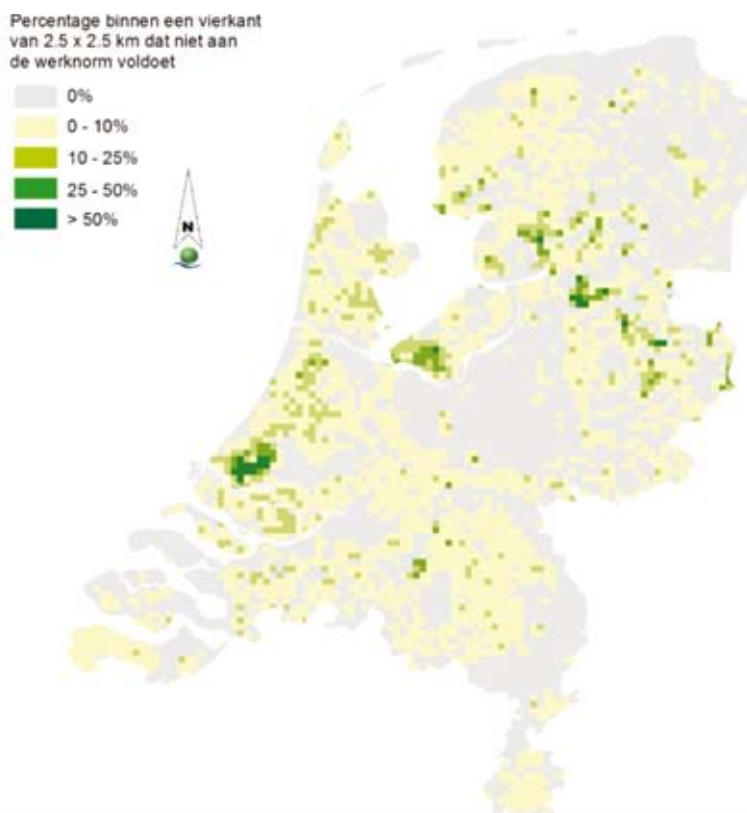 Percentage binnen een vierkant
van 2.5 x 2.5 km dat niet aan
de werknorm voldoet
0%
0 - 10%
10 - 25%
25 - 50%
> 50%
N